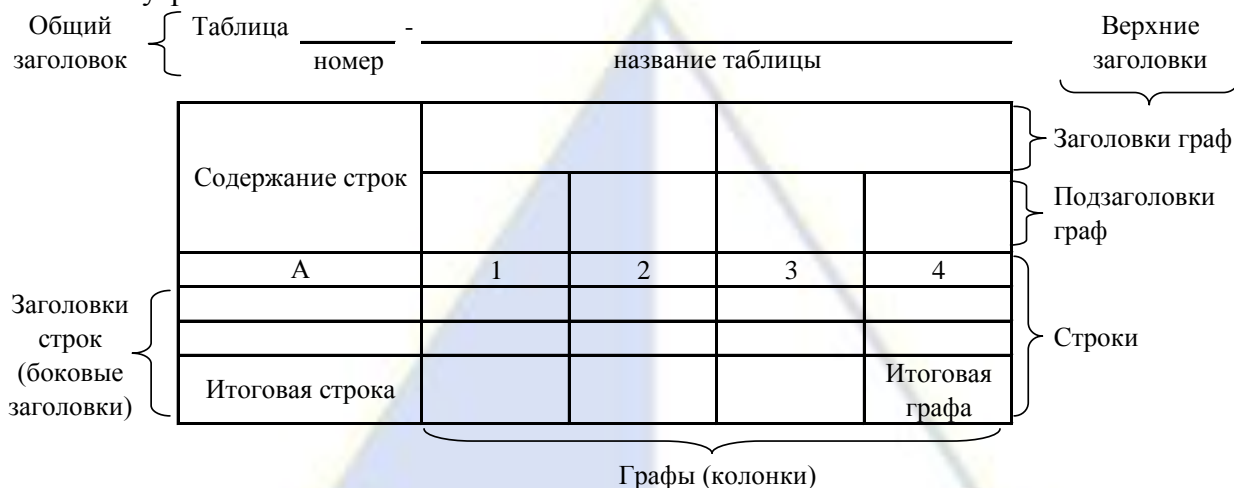 Общий
заголовок
Таблица -
номер
название таблицы
Верхние
заголовки
Содержание строк
Заголовки граф
Подзаголовки
граф
А 1 2 3 4
Заголовки
строк
(боковые
заголовки)
Строки
Итоговая строка
Итоговая
графа
Графы (колонки)